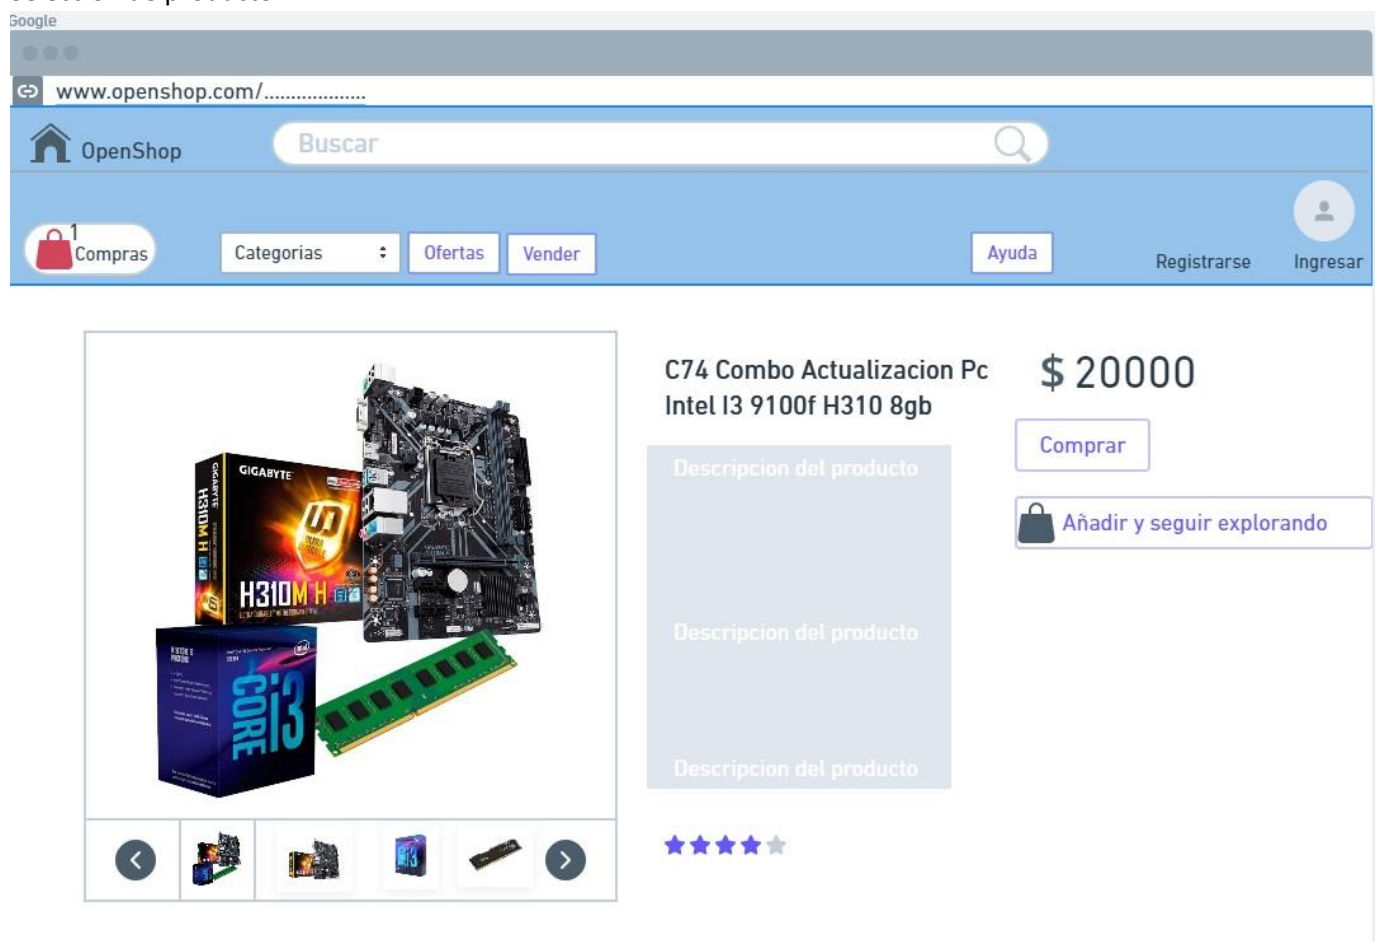 Google
www.openshop.com/...................
OpenShop
Buscar
1
Compras
Categorias
Ofertas
Vender
Ayuda
Registrarse
Ingresar
C74 Combo Actualizacion Pc
Intel I3 9100f H310 8gb
$ 20000
Comprar
Añadir y seguir explorando
Descripcion del producto
Descripcion del producto
Descripcion del producto
GIGABYTE
GIGABYTE
H310M H
H310M H
CORE i3